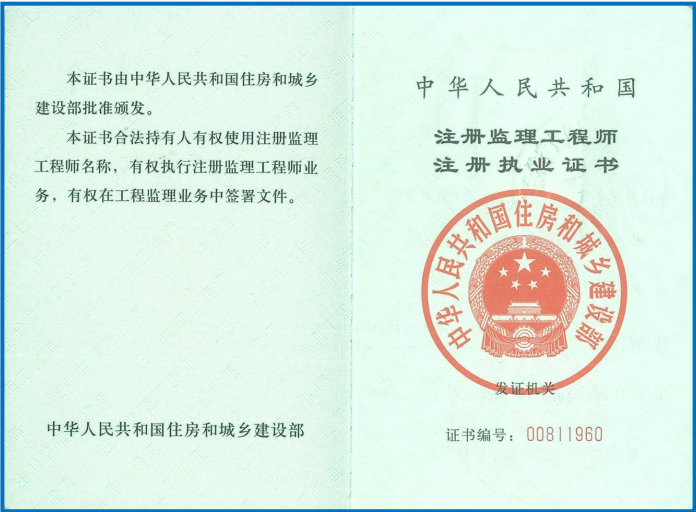 本证书由中华人民共和国住房和城乡
建设部批准颁发。
本证书合法持有人有权使用注册监理
工程师名称，有权执行注册监理工程师业
务，有权在工程监理业务中签署文件。
中华人民共和国住房和城乡建设部
中华人民共和国
注册监理工程师
注册执业证书
中华人民共和国住房和城乡建设部
发证机关
证书编号：00811960